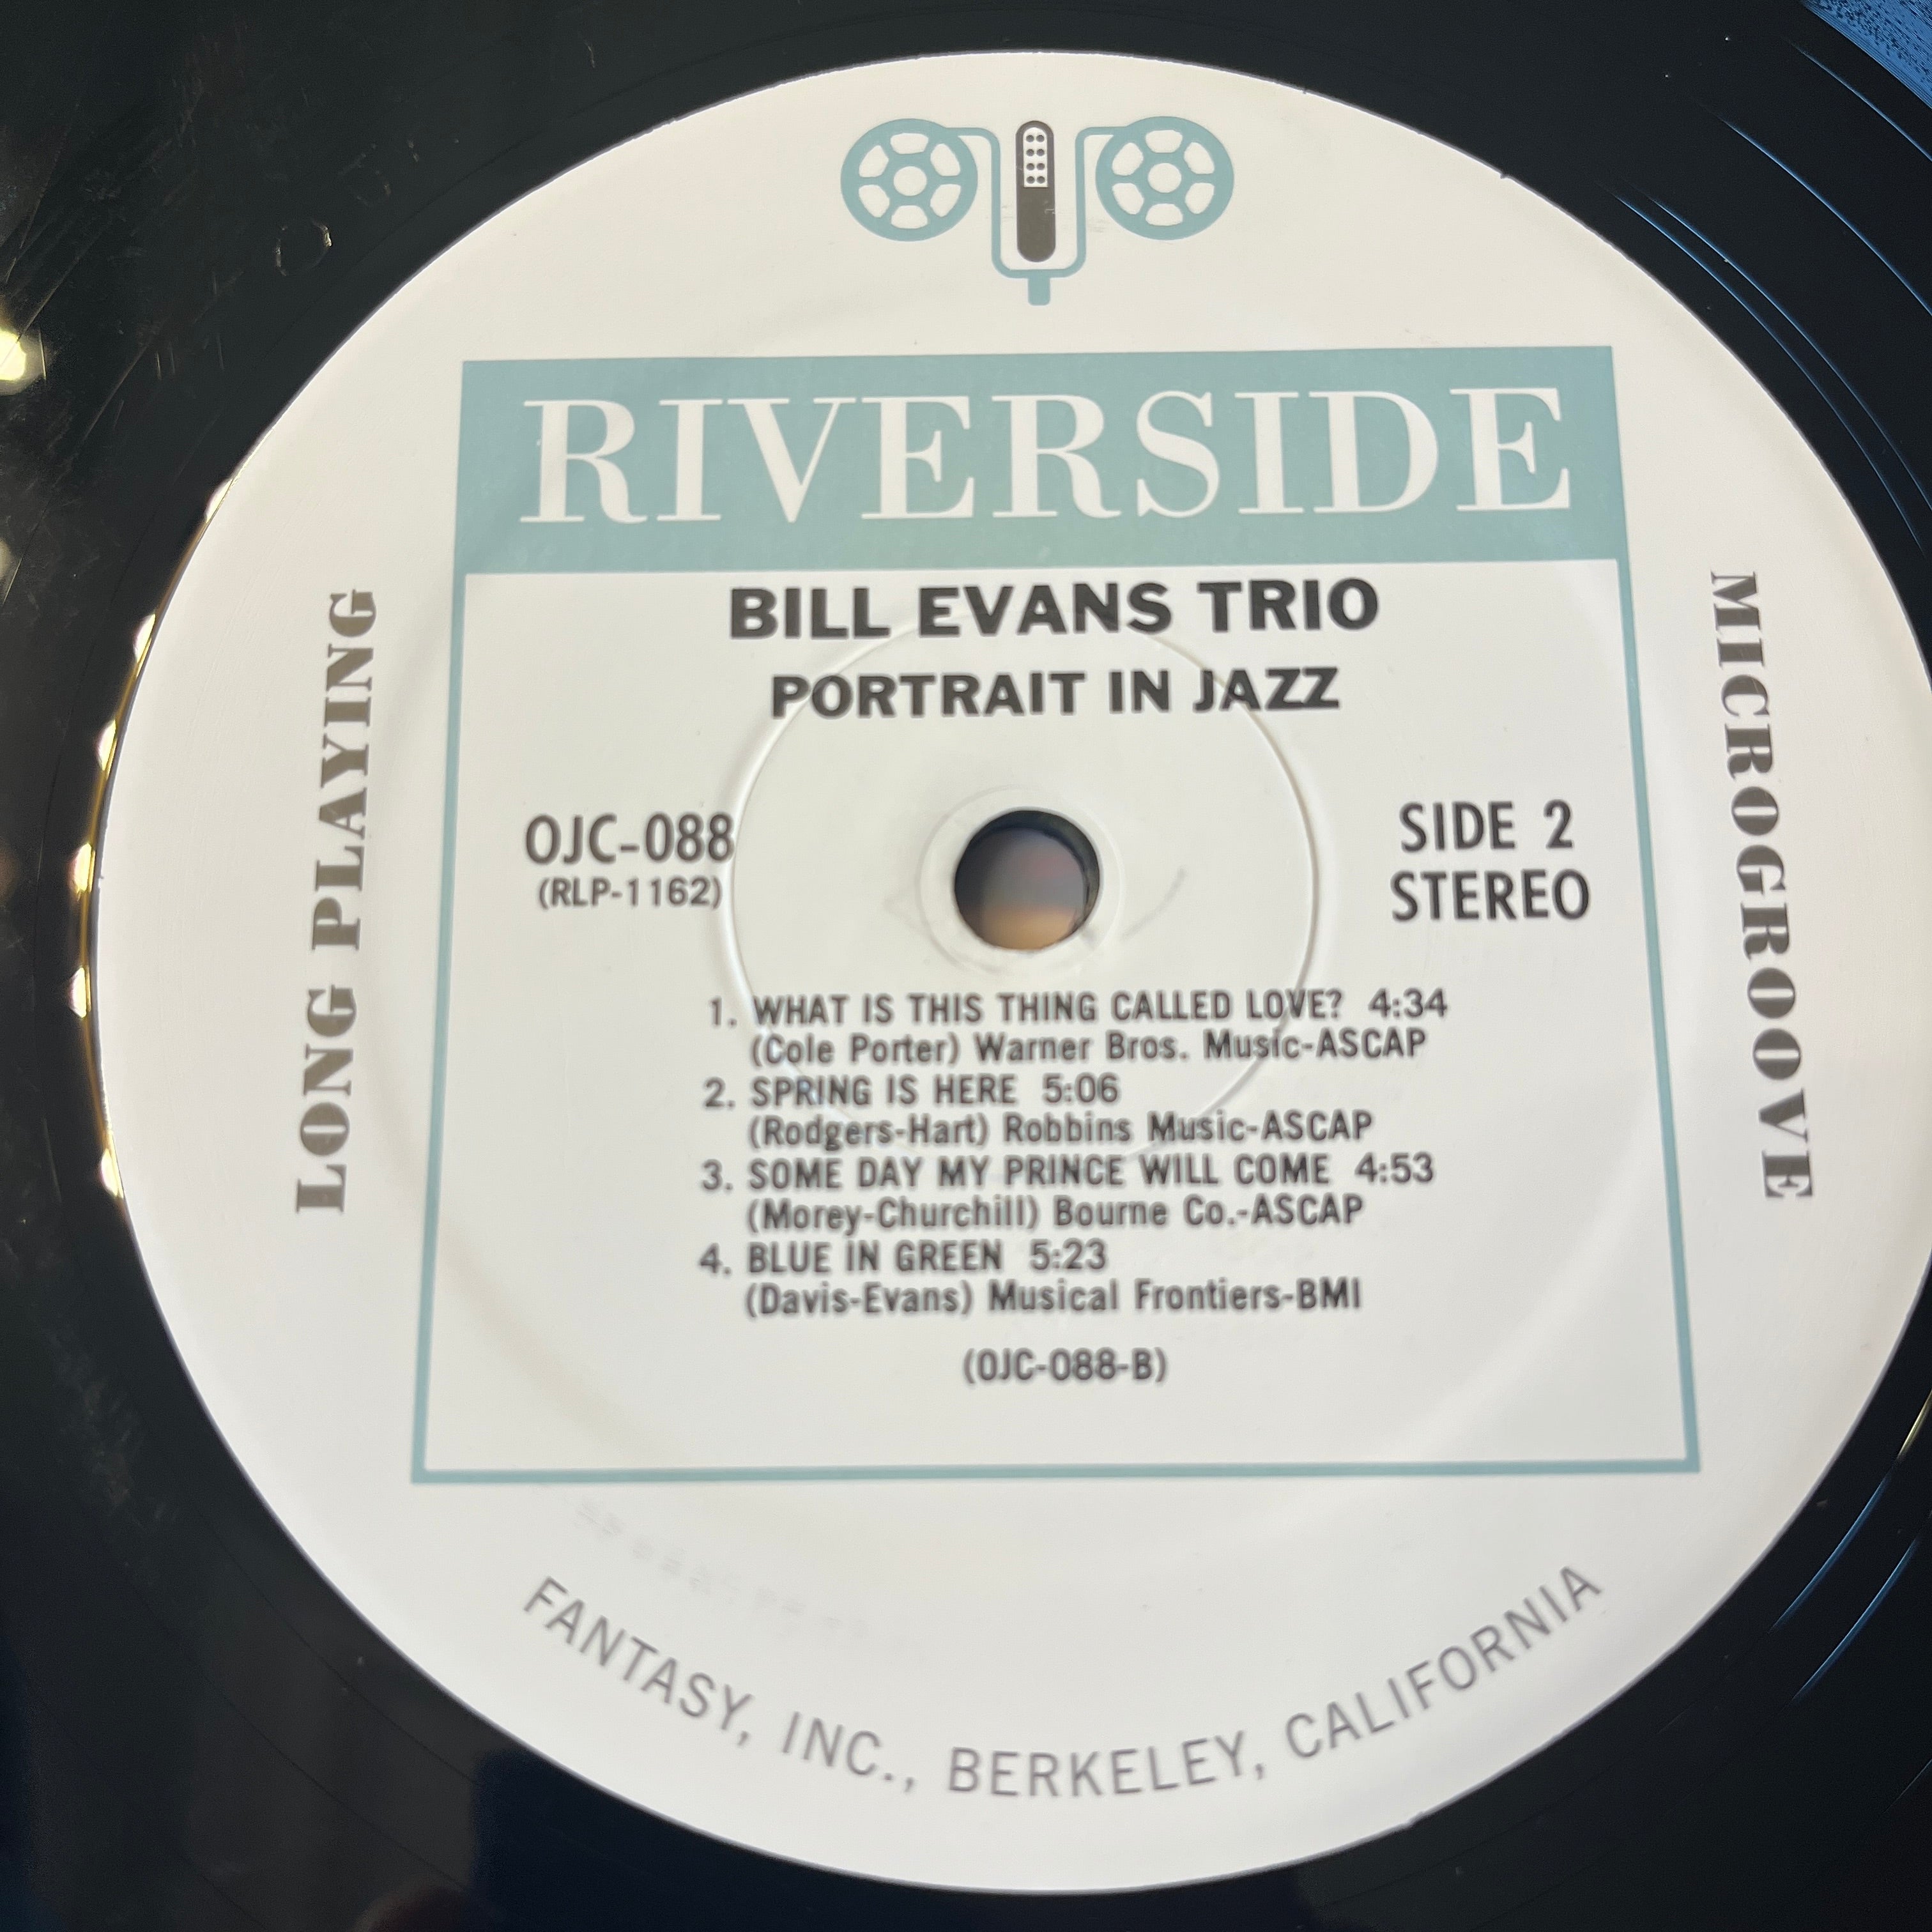 RIVERSIDE
BILL EVANS TRIO
PORTRAIT IN JAZZ
OJC-088
(RLP-1162)
SIDE 2
STEREO
LONG PLAYING
MICROGROOVE
1. WHAT IS THIS THING CALLED LOVE? 4:34
(Cole Porter) Warner Bros. Music-ASCAP
2. SPRING IS HERE 5:06
(Rodgers-Hart) Robbins Music-ASCAP
3. SOME DAY MY PRINCE WILL COME 4:53
(Morey-Churchill) Bourne Co.-ASCAP
4. BLUE IN GREEN 5:23
(Davis-Evans) Musical Frontiers-BMI
(OJC-088-B)
FANTASY, INC., BERKELEY, CALIFORNIA